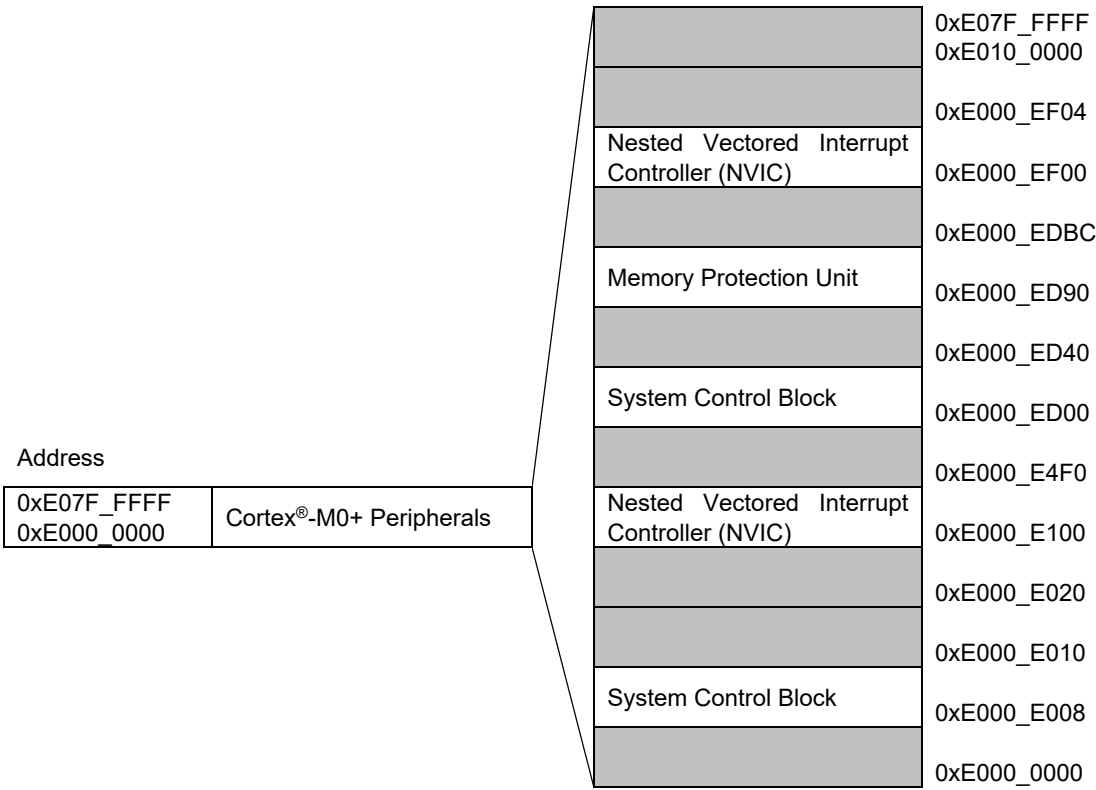 0xE07F_FFFF
0xE010_0000
0xE000_EF04
Nested Vectored Interrupt
Controller (NVIC)
0xE000_EF00
0xE000_EDBC
Memory Protection Unit
0xE000_ED90
0xE000_ED40
System Control Block
0xE000_ED00
0xE000_E4F0
Address
0xE07F_FFFF
0xE000_0000
Cortex®-M0+ Peripherals
Nested Vectored Interrupt
Controller (NVIC)
0xE000_E100
0xE000_E020
0xE000_E010
System Control Block
0xE000_E008
0xE000_0000